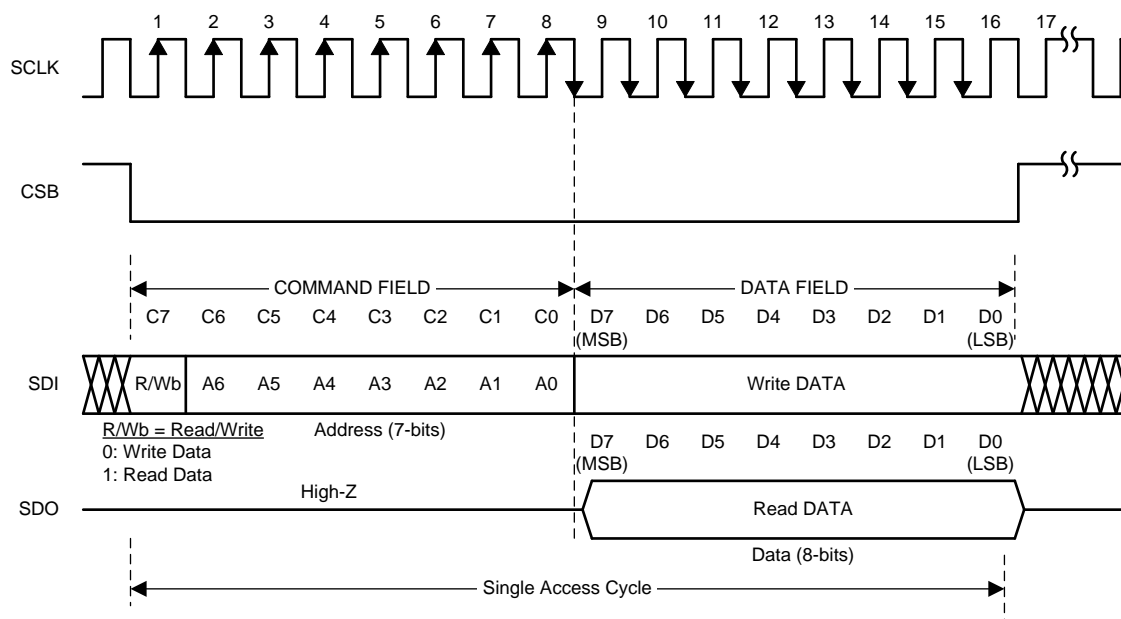 1 2 3 4 5 6 7 8 9 10 11 12 13 14 15 16 17
SCLK
CSB
COMMAND FIELD DATA FIELD
C7 C6 C5 C4 C3 C2 C1 C0 D7 D6 D5 D4 D3 D2 D1 D0
(MSB) (LSB)
SDI R/Wb A6 A5 A4 A3 A2 A1 A0 Write DATA
R/Wb = Read/Write Address (7-bits)
0: Write Data
1: Read Data
D7 D6 D5 D4 D3 D2 D1 D0
(MSB) (LSB)
High-Z
SDO Read DATA
Data (8-bits)
Single Access Cycle